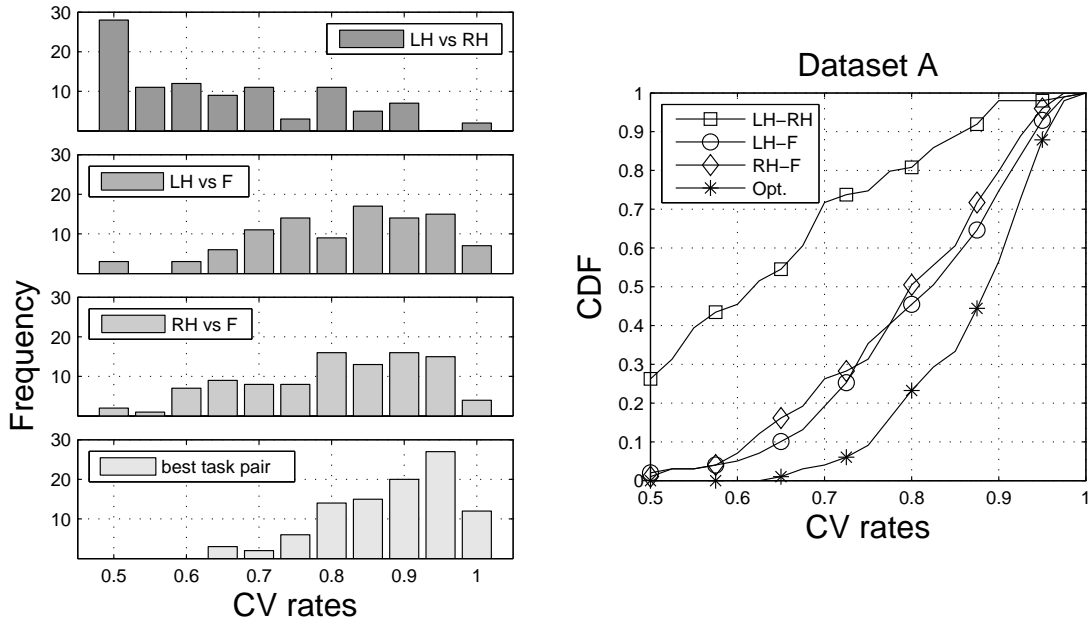 30
20
10
LH vs RH
30
20
10
LH vs F
30
20
10
RH vs F
30
20
10
best task pair
0.5 0.6 0.7 0.8 0.9 1
CV rates
Frequency
Dataset A
1
0.9
0.8
0.7
0.6
0.5
0.4
0.3
0.2
0.1
0
LH−RH
LH−F
RH−F
Opt.
0.5 0.6 0.7 0.8 0.9 1
CV rates
CDF